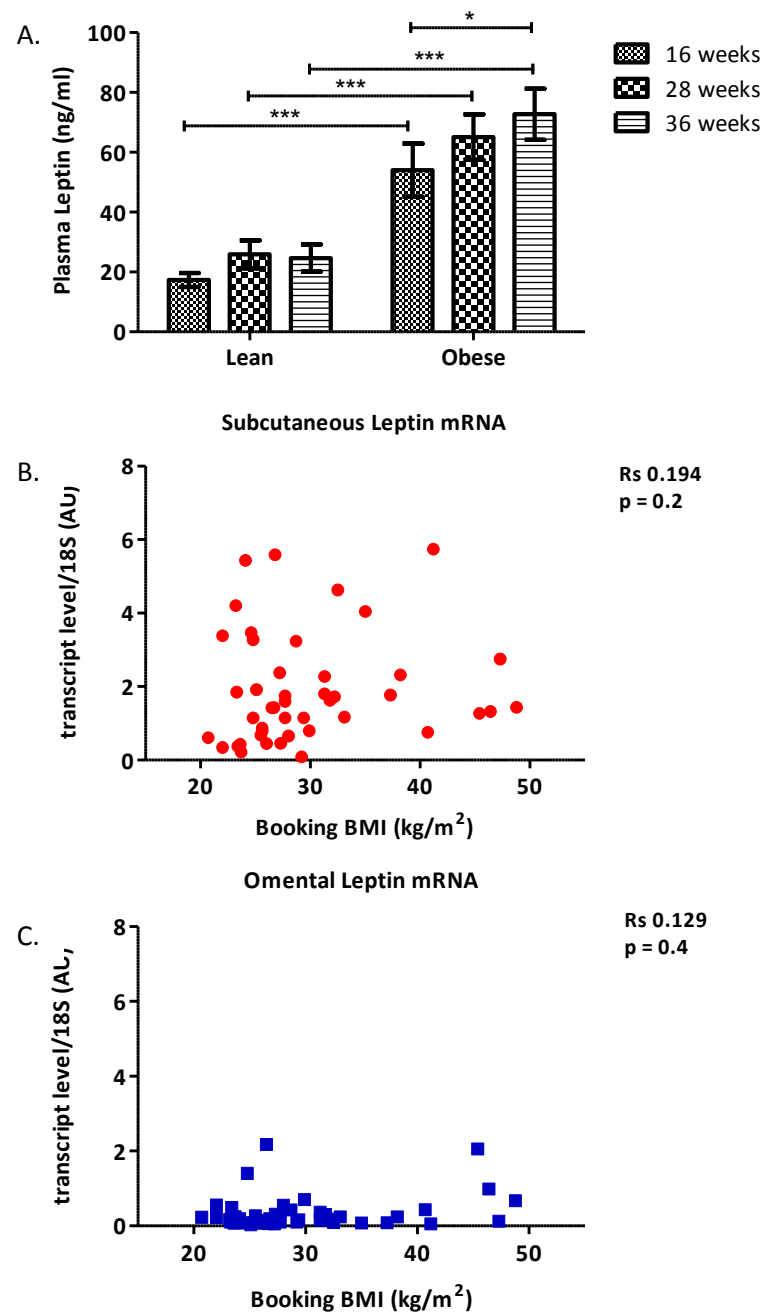 A.
*
***
***
***
Plasma Leptin (ng/ml)
100
80
60
40
20
0
Lean
Obese
16 weeks
28 weeks
36 weeks
Subcutaneous Leptin mRNA
B.
Rs 0.194
p = 0.2
transcript level/18S (AU)
8
6
4
2
0
20
30
40
50
Booking BMI (kg/m²)
Omental Leptin mRNA
C.
Rs 0.129
p = 0.4
transcript level/18S (AU)
8
6
4
2
0
20
30
40
50
Booking BMI (kg/m²)